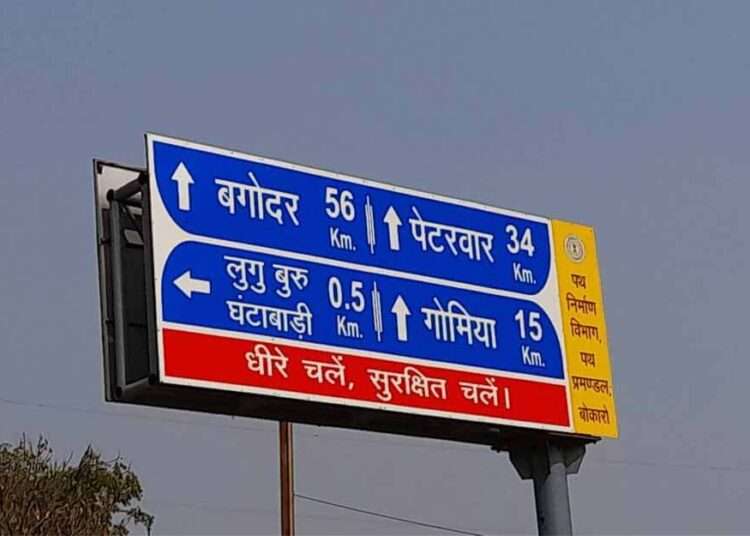 बगोदर 56 Km. पेटरवार 34 Km.
लुगु बुरु
घंटाबाड़ी 0.5 Km. गोमिया 15 Km.
धीरे चलें, सुरक्षित चलें।
पथ
निर्माण
विभाग,
पथ
प्रमण्डल,
बोकारो